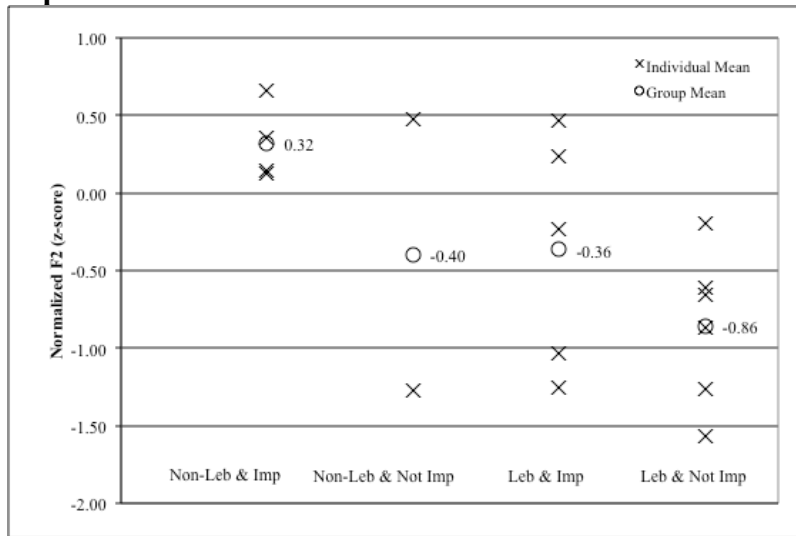 1.00
× Individual Mean
○ Group Mean
0.50
0.32
0.00
Normalized F2 (z-score)
-0.50
-0.40
-0.36
-0.86
-1.00
-1.50
Non-Leb & Imp
Non-Leb & Not Imp
Leb & Imp
Leb & Not Imp
-2.00